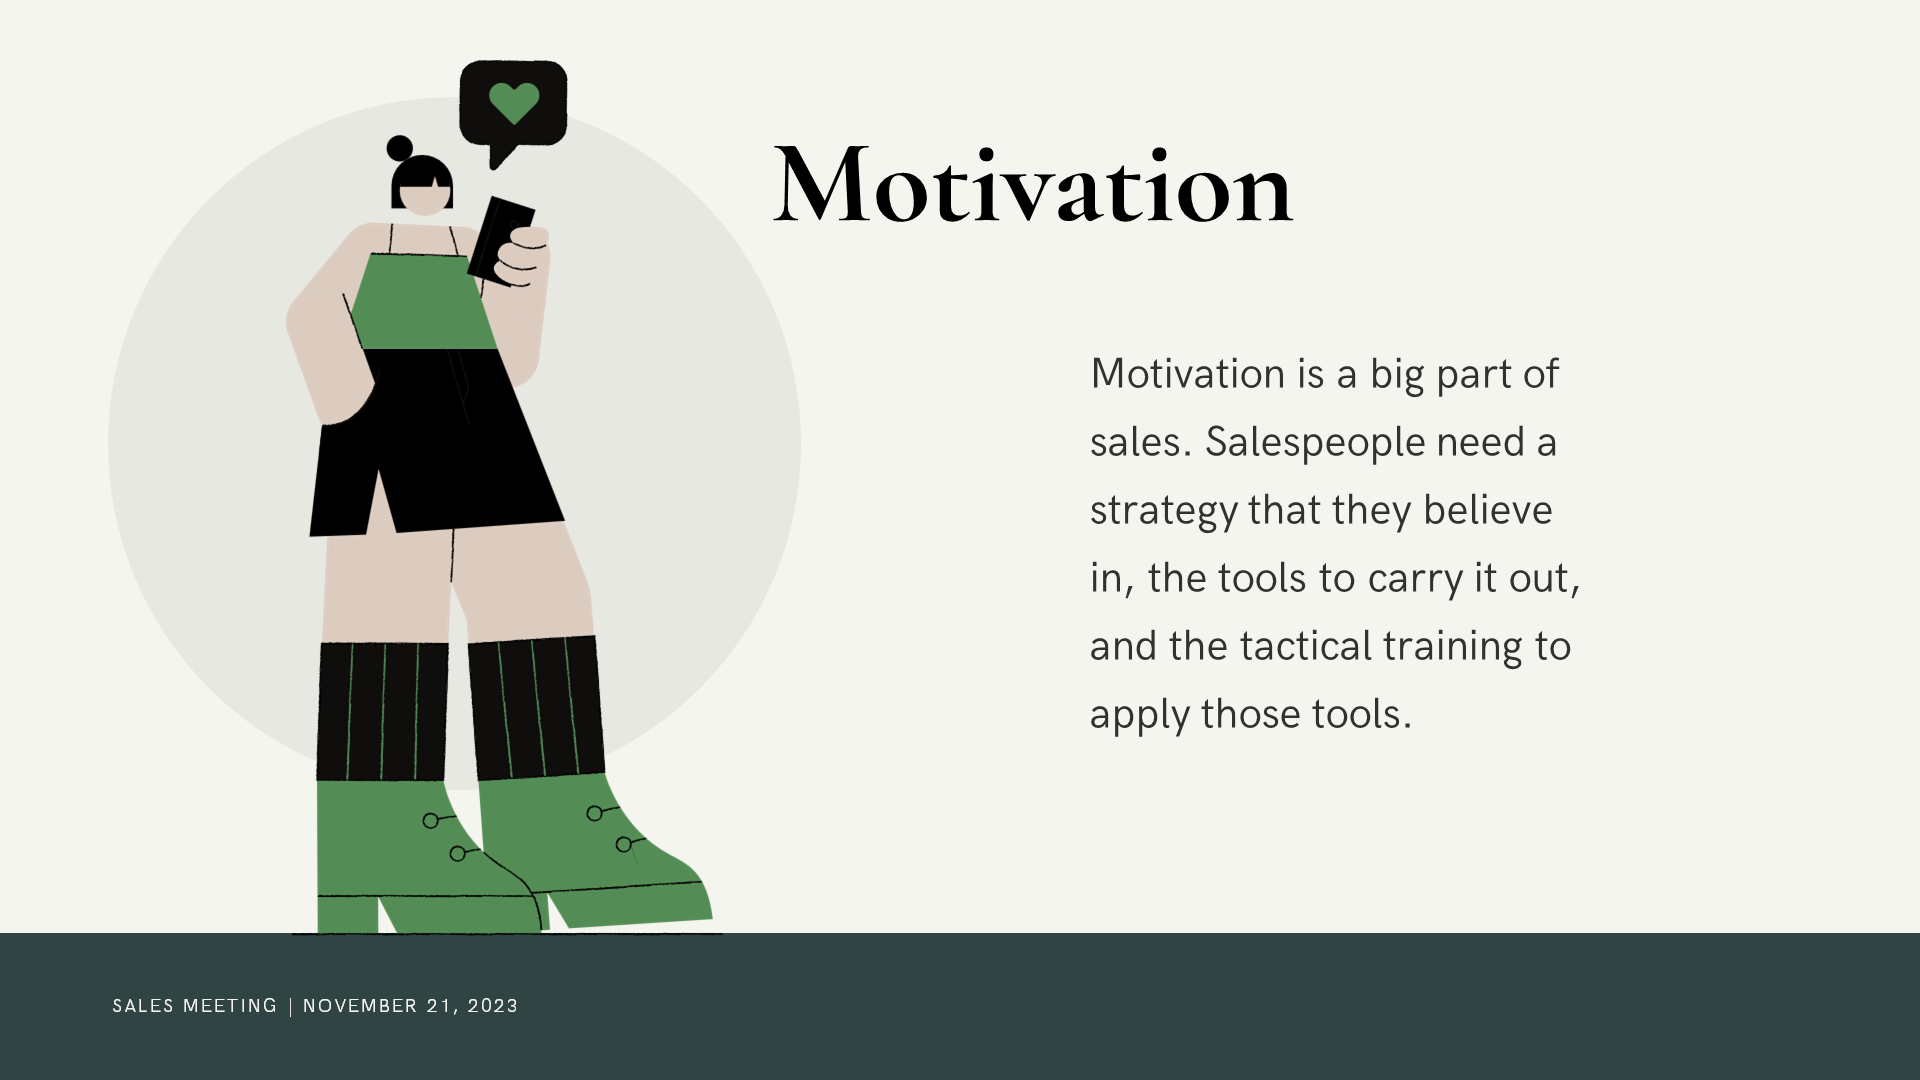 Motivation
Motivation is a big part of
sales. Salespeople need a
strategy that they believe
in, the tools to carry it out,
and the tactical training to
apply those tools.
SALES MEETING | NOVEMBER 21, 2023